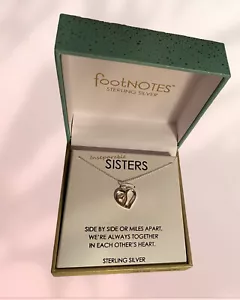 footNOTES™
STERLING SILVER
Inseparable
SISTERS
SIDE BY SIDE OR MILES APART,
WE'RE ALWAYS TOGETHER
IN EACH OTHER'S HEART.
STERLING SILVER